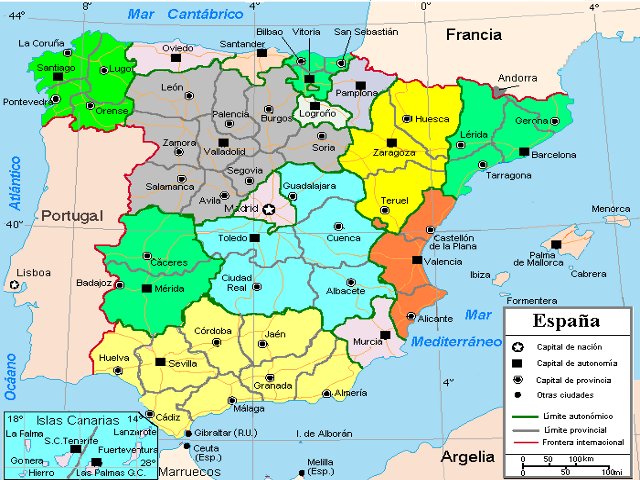 Mar Cantábrico
8°
4°
0°
4°
La Coruña
Santiago
Lugo
Pontevedra
Orense
Oviedo
Santander
Bilbao
Vitoria
San Sebastán
Francia
Andorra
Pamplona
Logroño
León
Palencia
Burgos
Zamora
Valladolid
Soria
Salamanca
Segovia
Avila
Madrid
Huesca
Zaragoza
Teruel
Lérida
Gerona
Barcelona
Tarragona
Guadalajara
Toledo
Cuenca
Ciudad
Real
Albacete
Castellón
de la Plana
Valencia
Alicante
Menorca
Palma
de Mallorca
Cabrera
Ibiza
Formentera
Atlántico
Océano
Portugal
40°
Lisboa
Cáceres
Badajoz
Mérida
Córdoba
Jaén
Huelva
Sevilla
Granada
Murcia
Almería
Málaga
Cádiz
Mar
Mediterráneo
4°
Gibraltar (R.U.)
I. de Alborán
Ceuta
(Esp.)
Melilla
(Esp.)
Marruecos
Argelia
18°
Islas Canarias
14°
La Palma
S.C.Tenerife
Lanzarote
Gomera
Fuerteventura
Hierro
Las Palmas G.C.
28°
España
Capital de nación
Capital de autonomía
Capital de provincia
Otras ciudades
Límite autonómico
Límite provincial
Frontera internacional
0 50 100km
0 50 100mi